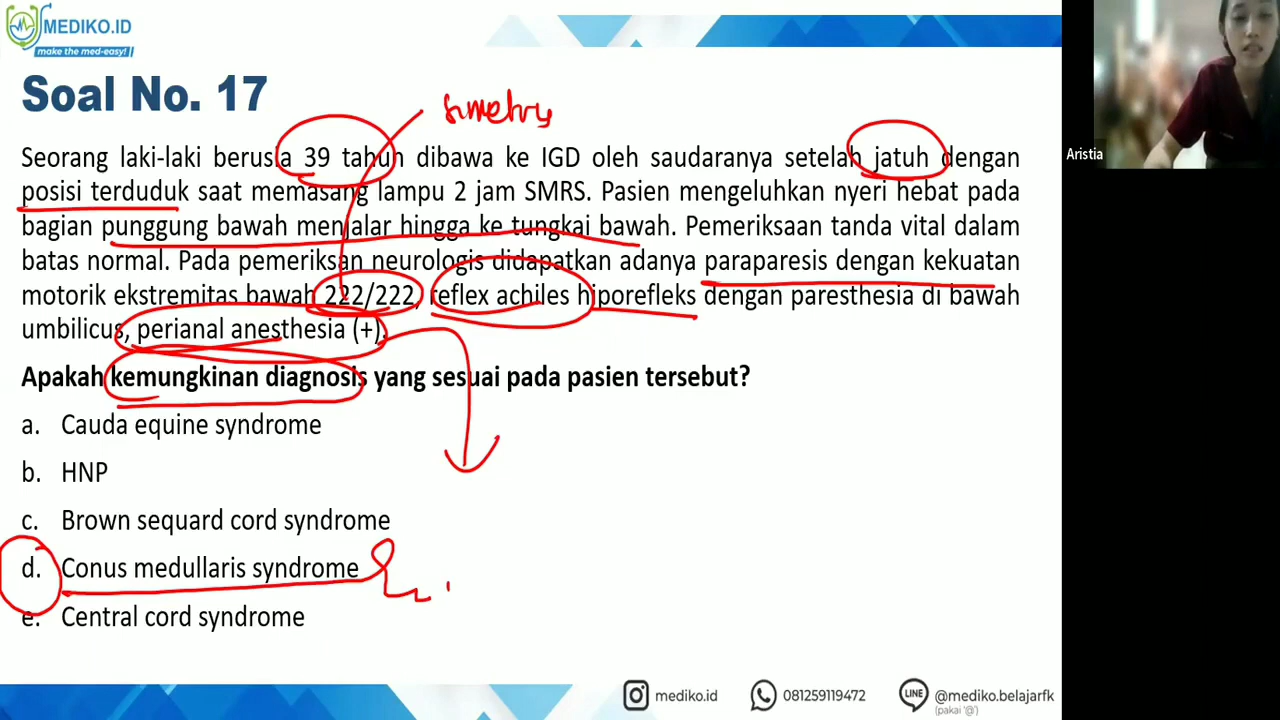 MEDIKO.ID
make the med-easy!
Soal No. 17
simetris
Seorang laki-laki berusia 39 tahun dibawa ke IGD oleh saudaranya setelah jatuh dengan
posisi terduduk saat memasang lampu 2 jam SMRS. Pasien mengeluhkan nyeri hebat pada
bagian punggung bawah menjalar hingga ke tungkai bawah. Pemeriksaan tanda vital dalam
batas normal. Pada pemeriksan neurologis didapatkan adanya paraparesis dengan kekuatan
motorik ekstremitas bawah 222/222, reflex achiles hiporefleks dengan paresthesia di bawah
umbilicus, perianal anesthesia (+).
Apakah kemungkinan diagnosis yang sesuai pada pasien tersebut?
a. Cauda equine syndrome
b. HNP
c. Brown sequard cord syndrome
d. Conus medullaris syndrome
e. Central cord syndrome
Aristia
mediko.id
081259119472
LINE
@mediko.belajarfk
(pakai '@')